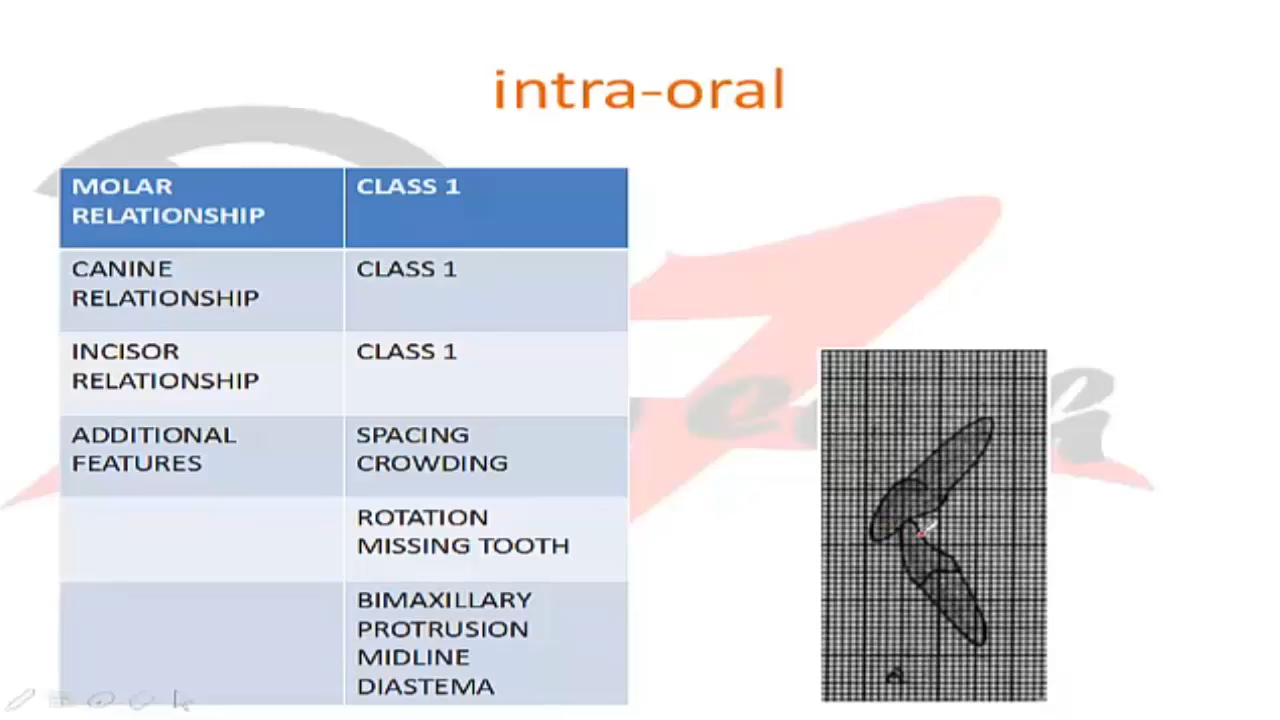 intra-oral
MOLAR CLASS 1
RELATIONSHIP
CANINE CLASS 1
RELATIONSHIP
INCISOR CLASS 1
RELATIONSHIP
ADDITIONAL SPACING
FEATURES CROWDING
ROTATION
MISSING TOOTH
BIMAXILLARY
PROTRUSION
MIDLINE
DIASTEMA
A